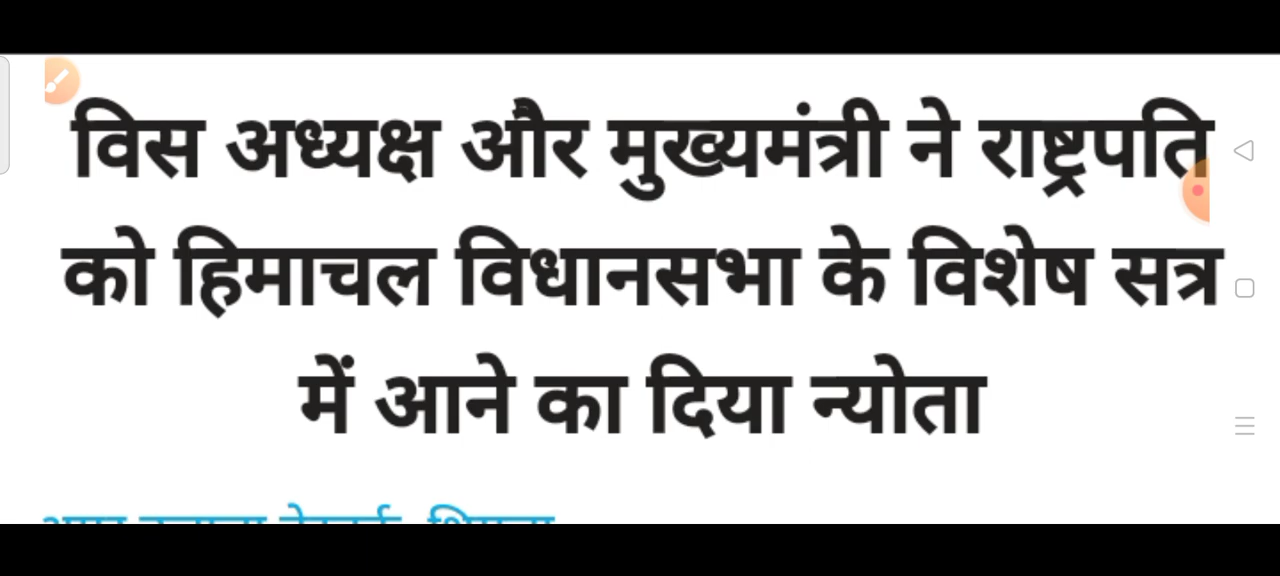 विस अध्यक्ष और मुख्यमंत्री ने राष्ट्रपति
को हिमाचल विधानसभा के विशेष सत्र
में आने का दिया न्योता